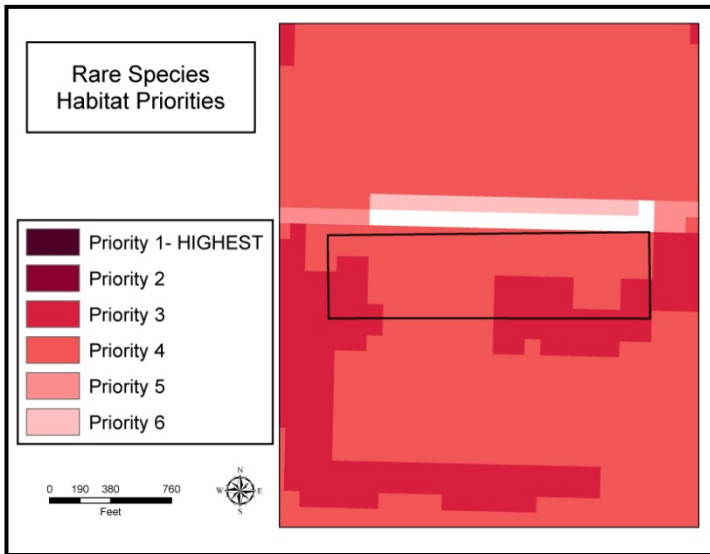 Rare Species
Habitat Priorities
Priority 1- HIGHEST
Priority 2
Priority 3
Priority 4
Priority 5
Priority 6
0 190 380 760
Feet
N
W E
S